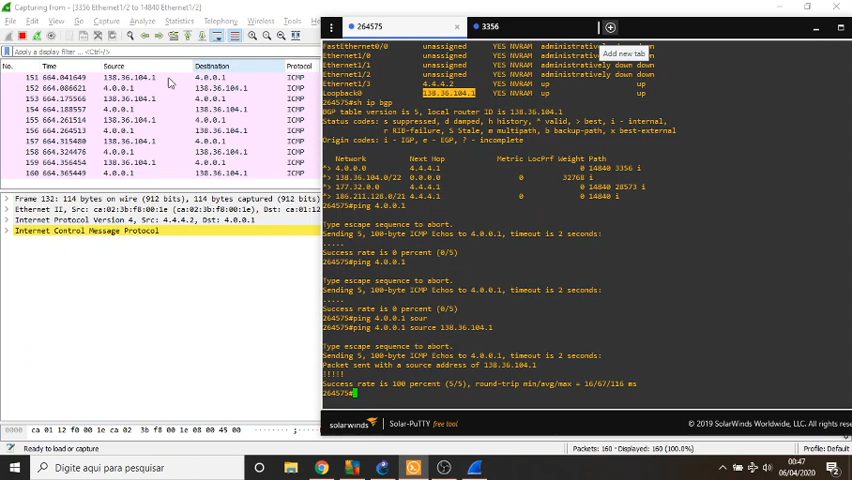 Capturing from - [3356 Ethernet1/1 to 14840 Ethernet1/0]
File Edit View Go Capture Analyze Statistics Telephony Wireless Tools
Apply a display filter ... <Ctrl-/>
No. Time Source Destination Protocol
151 664.041649 138.36.104.1 4.0.0.1 ICMP
152 664.086621 4.0.0.1 138.36.104.1 ICMP
153 664.175566 138.36.104.1 4.0.0.1 ICMP
154 664.188557 4.0.0.1 138.36.104.1 ICMP
155 664.261514 138.36.104.1 4.0.0.1 ICMP
156 664.264513 4.0.0.1 138.36.104.1 ICMP
157 664.315480 138.36.104.1 4.0.0.1 ICMP
158 664.324476 4.0.0.1 138.36.104.1 ICMP
159 664.356454 138.36.104.1 4.0.0.1 ICMP
160 664.365449 4.0.0.1 138.36.104.1 ICMP
Frame 132: 114 bytes on wire (912 bits), 114 bytes captured (912 bits)
Ethernet II, Src: ca:02:3b:f8:00:1e (ca:02:3b:f8:00:1e), Dst: ca:01:12
Internet Protocol Version 4, Src: 4.4.4.2, Dst: 4.0.0.1
Internet Control Message Protocol
0000 ca 01 12 f0 00 1e ca 02 3b f8 00 1e 08 00 45 00
Ready to load or capture
Packets: 160 · Displayed: 160 (100.0%)
Profile: Default
264575
3356
Add new tab
FastEthernet0/0 unassigned YES NVRAM administratively down down
Ethernet1/0 unassigned YES NVRAM administratively down down
Ethernet1/1 unassigned YES NVRAM administratively down down
Ethernet1/2 unassigned YES NVRAM administratively down down
Ethernet1/3 4.4.4.2 YES NVRAM up up
Loopback0 138.36.104.1 YES NVRAM up up
264575#sh ip bgp
BGP table version is 5, local router ID is 138.36.104.1
Status codes: s suppressed, d damped, h history, * valid, > best, i - internal,
r RIB-failure, S Stale, m multipath, b backup-path, x best-external
Origin codes: i - IGP, e - EGP, ? - incomplete
Network Next Hop Metric LocPrf Weight Path
*> 4.0.0.0 4.4.4.1 0 14840 3356 i
*> 138.36.104.0/22 0.0.0.0 0 32768 i
*> 177.32.0.0 4.4.4.1 0 14840 28573 i
*> 186.211.128.0/21 4.4.4.1 0 0 14840 i
264575#ping 4.0.0.1
Type escape sequence to abort.
Sending 5, 100-byte ICMP Echos to 4.0.0.1, timeout is 2 seconds:
.....
Success rate is 0 percent (0/5)
264575#ping 4.0.0.1
Type escape sequence to abort.
Sending 5, 100-byte ICMP Echos to 4.0.0.1, timeout is 2 seconds:
.....
Success rate is 0 percent (0/5)
264575#ping 4.0.0.1 sour
264575#ping 4.0.0.1 source 138.36.104.1
Type escape sequence to abort.
Sending 5, 100-byte ICMP Echos to 4.0.0.1, timeout is 2 seconds:
Packet sent with a source address of 138.36.104.1
!!!!!
Success rate is 100 percent (5/5), round-trip min/avg/max = 16/67/116 ms
264575#
solarwinds Solar-PuTTY free tool
© 2019 SolarWinds Worldwide, LLC. All rights
Digite aqui para pesquisar
00:47
06/04/2020
2